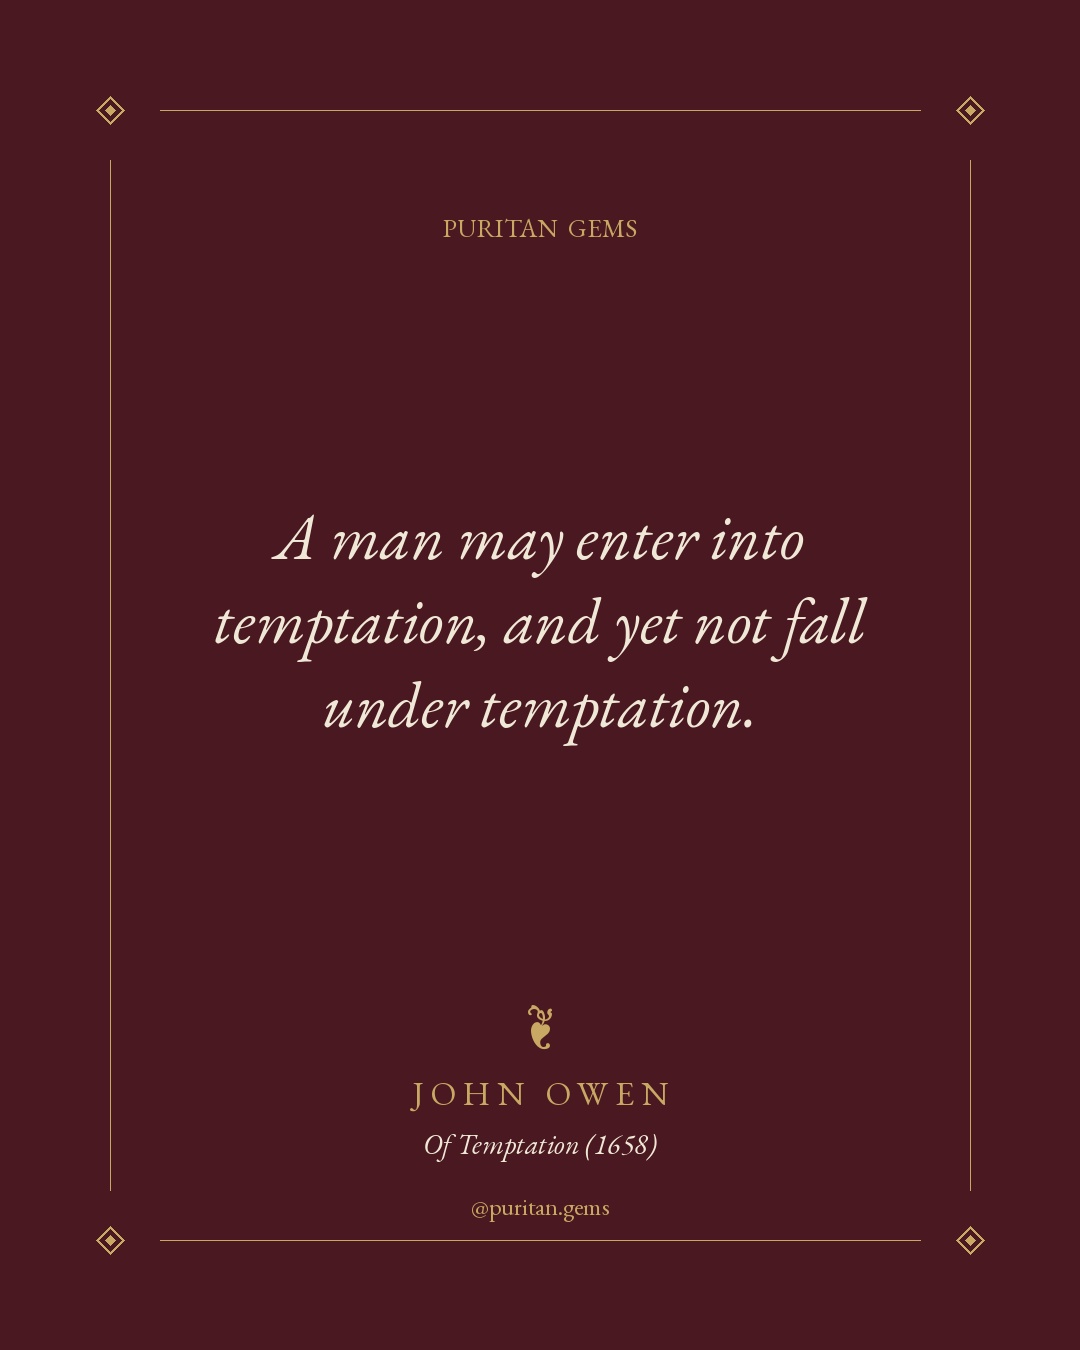 PURITAN GEMS
A man may enter into
temptation, and yet not fall
under temptation.
JOHN OWEN
Of Temptation (1658)
@puritan.gems